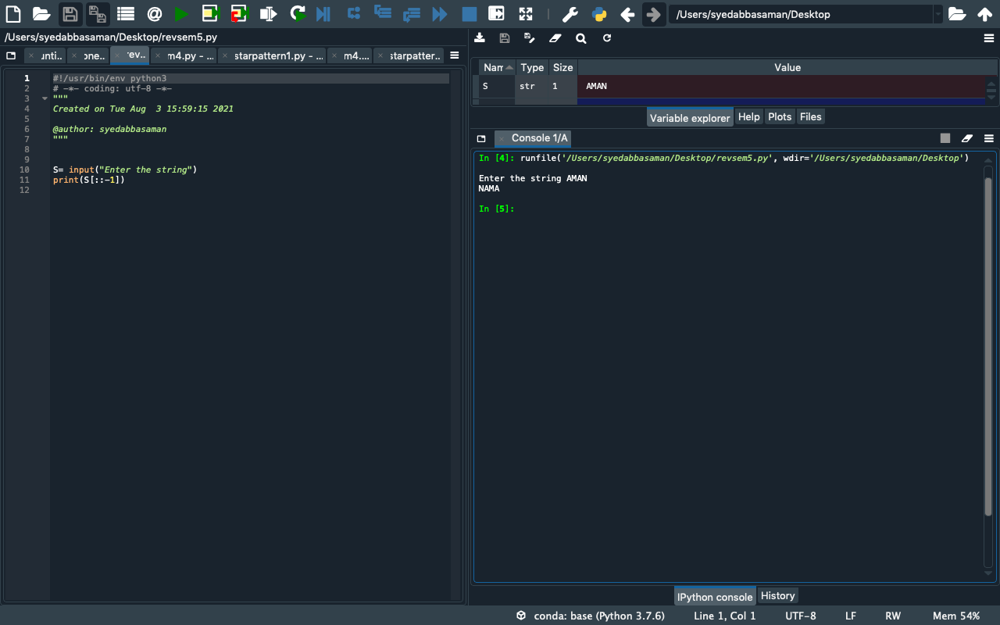 /Users/syedabbasaman/Desktop
/Users/syedabbasaman/Desktop/revsem5.py
m4.py - ...
starpattern1.py - ...
m4....
starpatter..
1 #!/usr/bin/env python3
2 # -*- coding: utf-8 -*-
3 """
4 Created on Tue Aug  3 15:59:15 2021
5
6 @author: syedabbasaman
7 """
8
9
10 S= input("Enter the string")
11 print(S[::-1])
12
Type Size Value
S str 1 AMAN
Variable explorer Help Plots Files
Console 1/A
In [4]: runfile('/Users/syedabbasaman/Desktop/revsem5.py', wdir='/Users/syedabbasaman/Desktop')
Enter the string AMAN
NAMA
In [5]:
IPython console History
conda: base (Python 3.7.6) Line 1, Col 1 UTF-8 LF RW Mem 54%